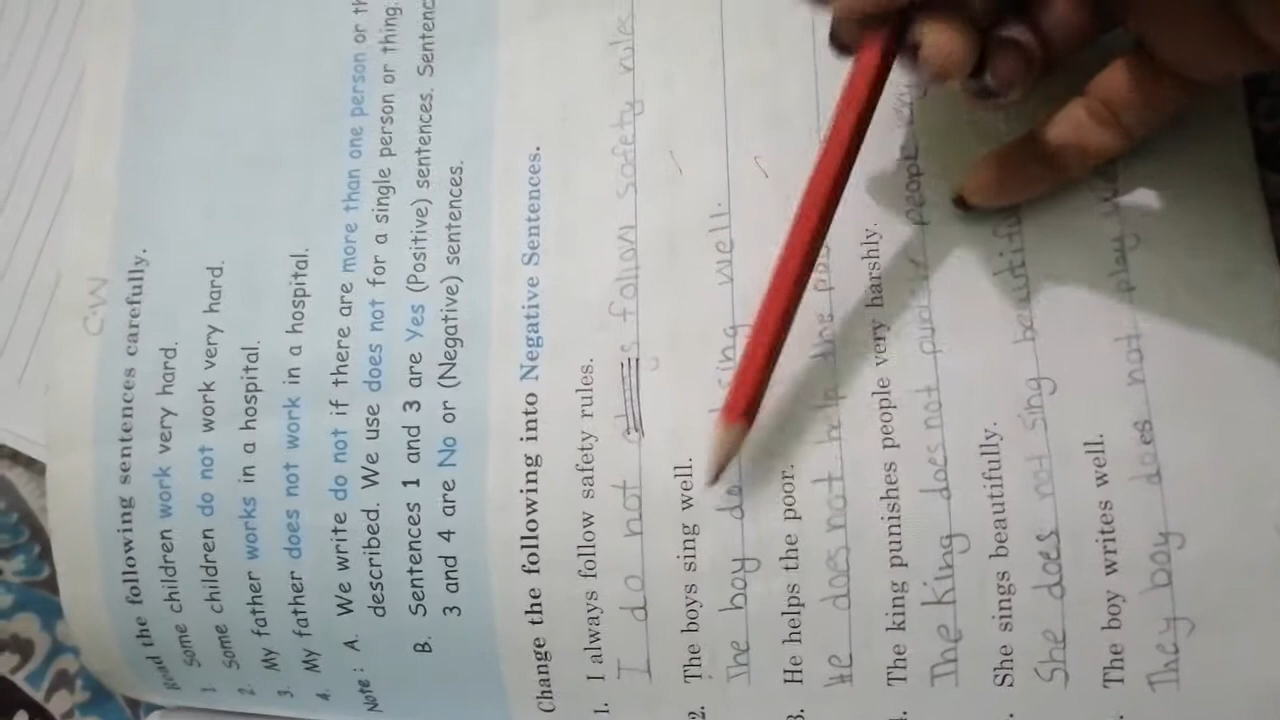 C.W
Read the following sentences carefully.
1. Some children work very hard.
2. Some children do not work very hard.
3. My father works in a hospital.
4. My father does not work in a hospital.
Note : A. We write do not if there are more than one person or th
described. We use does not for a single person or thing.
B. Sentences 1 and 3 are Yes (Positive) sentences. Sentenc
3 and 4 are No or (Negative) sentences.
Change the following into Negative Sentences.
1. I always follow safety rules.
I do not follow safety rules
2. The boys sing well.
The boy do sing well.
3. He helps the poor.
He does not help the
The king punishes people very harshly.
The king does not people
She sings beautifully.
She does not sing
The boy writes well.
They boy does not play